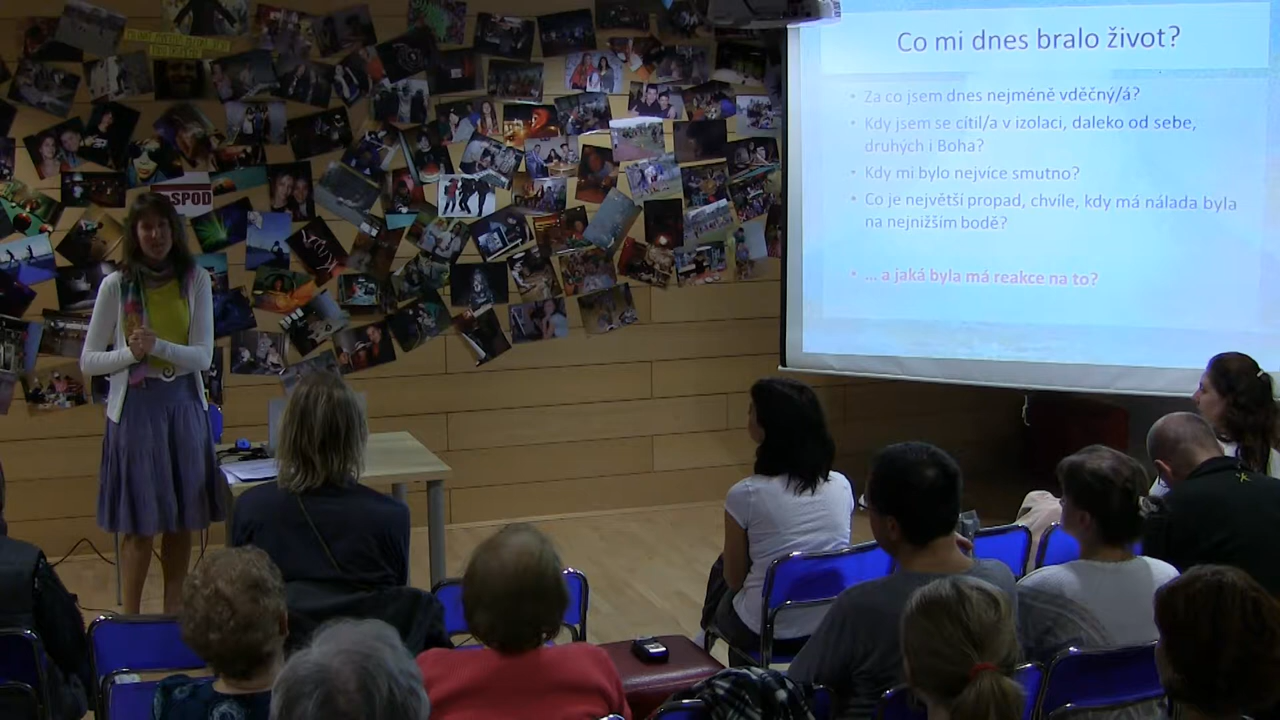 Co mi dnes bralo život?
• Za co jsem dnes nejméně vděčný/á?
• Kdy jsem se cítil/a v izolaci, daleko od sebe,
druhých i Boha?
• Kdy mi bylo nejvíce smutno?
• Co je největší propad, chvíle, kdy má nálada byla
na nejnižším bodě?
• ... a jaká byla má reakce na to?
SPOD